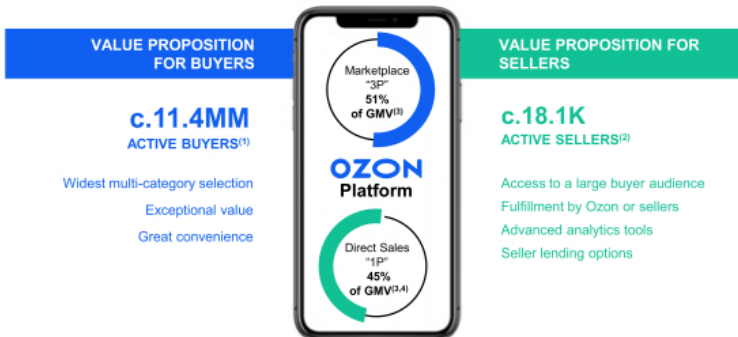 VALUE PROPOSITION
FOR BUYERS
c.11.4MM
ACTIVE BUYERS(1)
Widest multi-category selection
Exceptional value
Great convenience
Marketplace
"3P"
51%
of GMV(3)
OZON
Platform
Direct Sales
"1P"
45%
of GMV(3,4)
VALUE PROPOSITION FOR
SELLERS
c.18.1K
ACTIVE SELLERS(2)
Access to a large buyer audience
Fulfillment by Ozon or sellers
Advanced analytics tools
Seller lending options